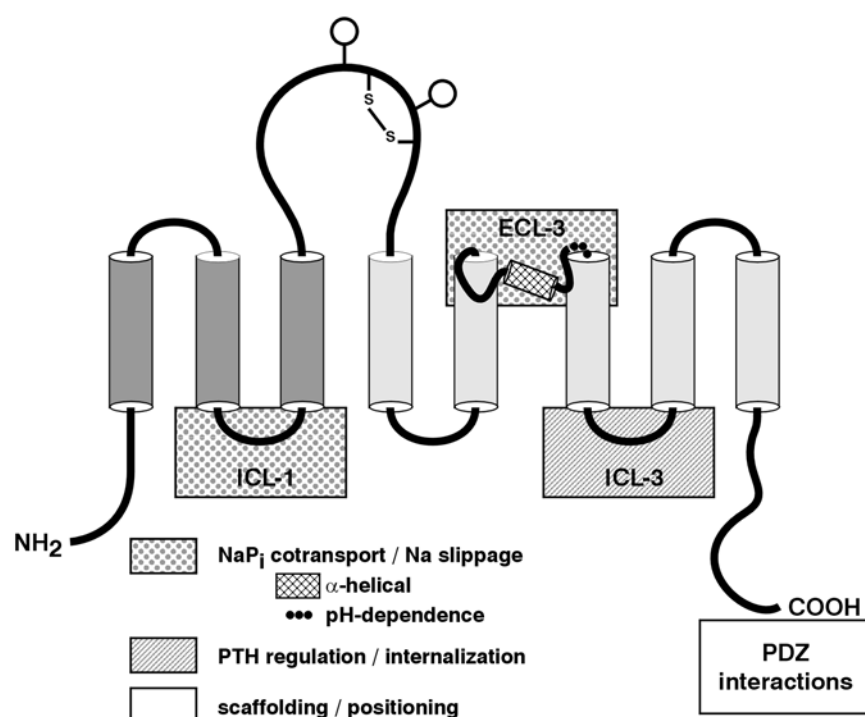 S
S
ECL-3
ICL-1
ICL-3
NH2
NaPi cotransport / Na slippage
α-helical
pH-dependence
COOH
PTH regulation / internalization
PDZ
interactions
scaffolding / positioning